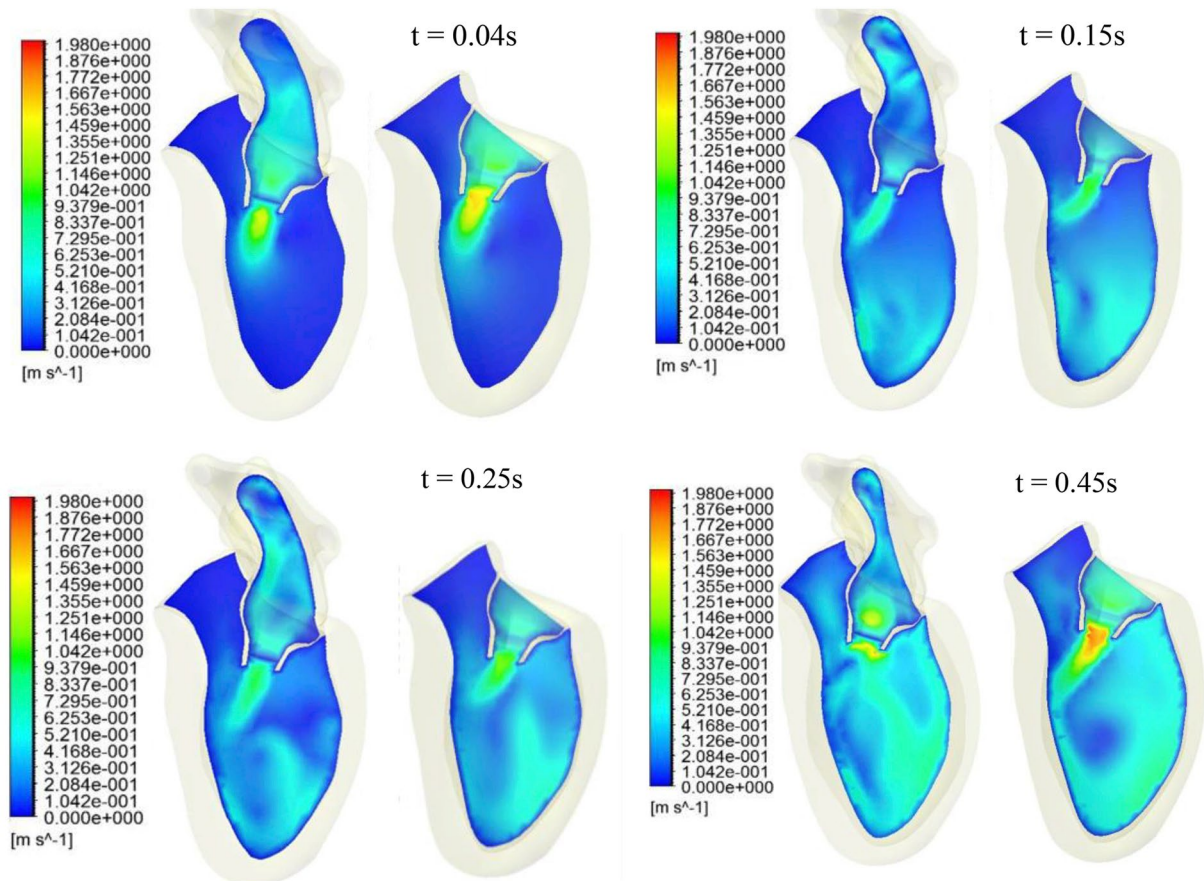 t = 0.04s
1.980e+000
1.876e+000
1.772e+000
1.667e+000
1.563e+000
1.459e+000
1.355e+000
1.251e+000
1.146e+000
1.042e+000
9.379e-001
8.337e-001
7.295e-001
6.253e-001
5.210e-001
4.168e-001
3.126e-001
2.084e-001
1.042e-001
0.000e+000
[m s^-1]
t = 0.15s
1.980e+000
1.876e+000
1.772e+000
1.667e+000
1.563e+000
1.459e+000
1.355e+000
1.251e+000
1.146e+000
1.042e+000
9.379e-001
8.337e-001
7.295e-001
6.253e-001
5.210e-001
4.168e-001
3.126e-001
2.084e-001
1.042e-001
0.000e+000
[m s^-1]
t = 0.25s
1.980e+000
1.876e+000
1.772e+000
1.667e+000
1.563e+000
1.459e+000
1.355e+000
1.251e+000
1.146e+000
1.042e+000
9.379e-001
8.337e-001
7.295e-001
6.253e-001
5.210e-001
4.168e-001
3.126e-001
2.084e-001
1.042e-001
0.000e+000
[m s^-1]
t = 0.45s
1.980e+000
1.876e+000
1.772e+000
1.667e+000
1.563e+000
1.459e+000
1.355e+000
1.251e+000
1.146e+000
1.042e+000
9.379e-001
8.337e-001
7.295e-001
6.253e-001
5.210e-001
4.168e-001
3.126e-001
2.084e-001
1.042e-001
0.000e+000
[m s^-1]